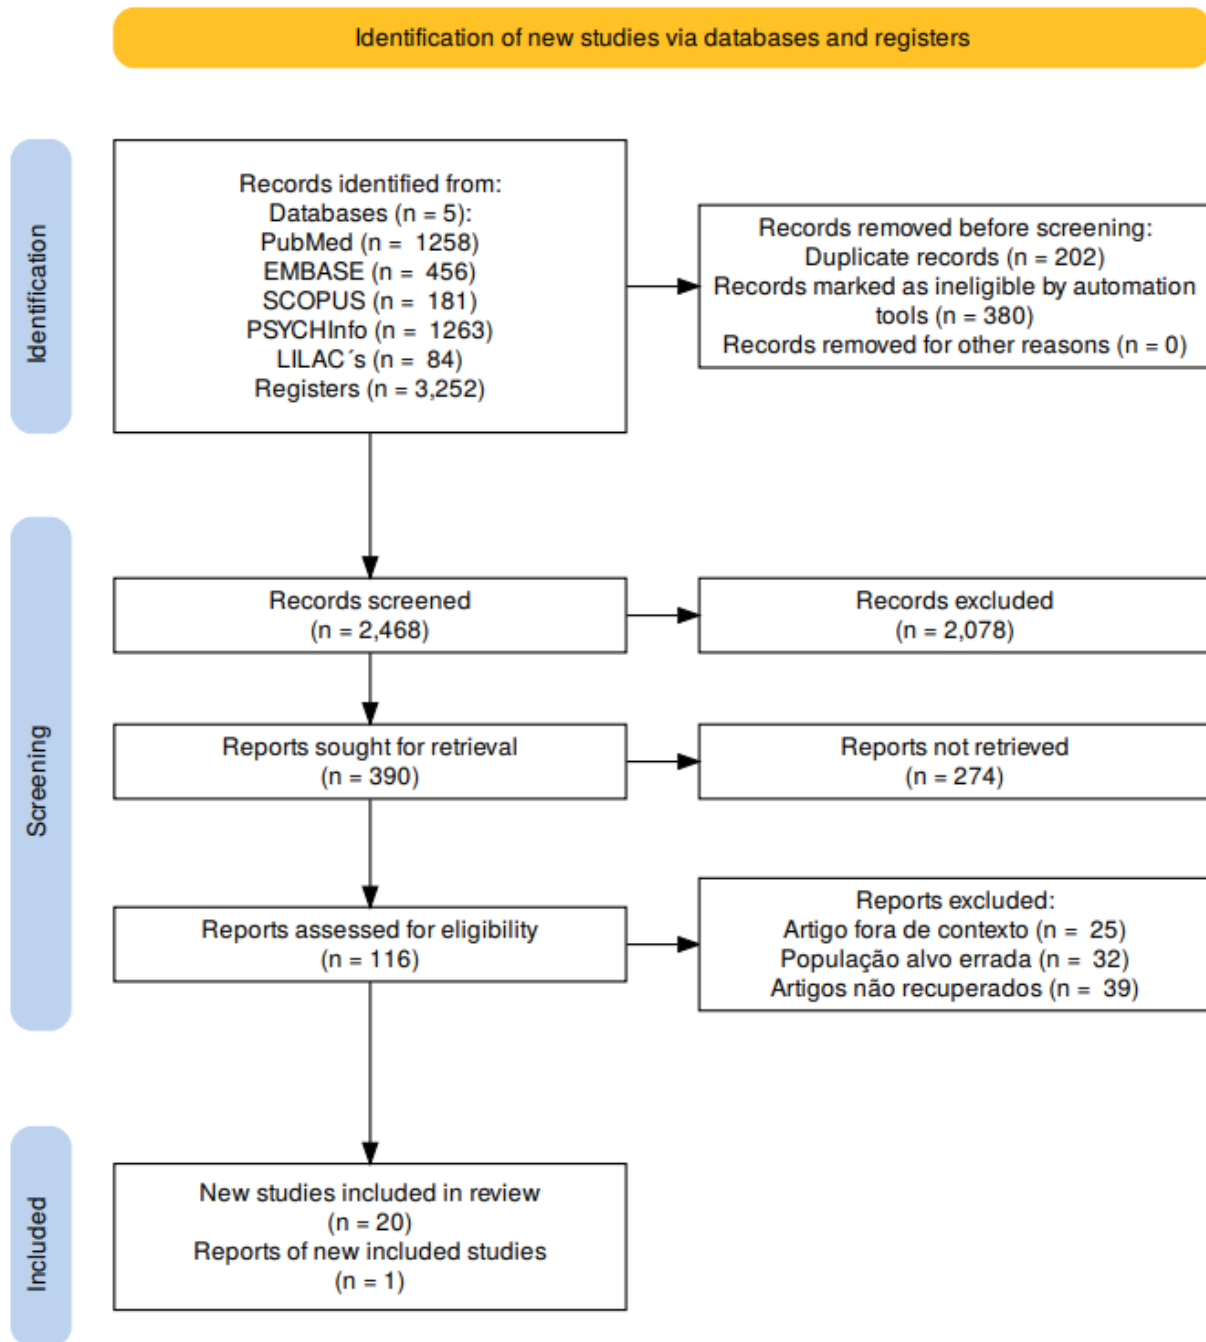 Identification of new studies via databases and registers
Identification
Records identified from:
Databases (n = 5):
PubMed (n =  1258)
EMBASE (n =  456)
SCOPUS (n =  181)
PSYCHInfo (n =  1263)
LILAC´s (n =  84)
Registers (n = 3,252)
Records removed before screening:
Duplicate records (n = 202)
Records marked as ineligible by automation
tools (n = 380)
Records removed for other reasons (n = 0)
Screening
Records screened
(n = 2,468)
Records excluded
(n = 2,078)
Reports sought for retrieval
(n = 390)
Reports not retrieved
(n = 274)
Reports assessed for eligibility
(n = 116)
Reports excluded:
Artigo fora de contexto (n =  25)
População alvo errada (n =  32)
Artigos não recuperados (n =  39)
Included
New studies included in review
(n = 20)
Reports of new included studies
(n = 1)